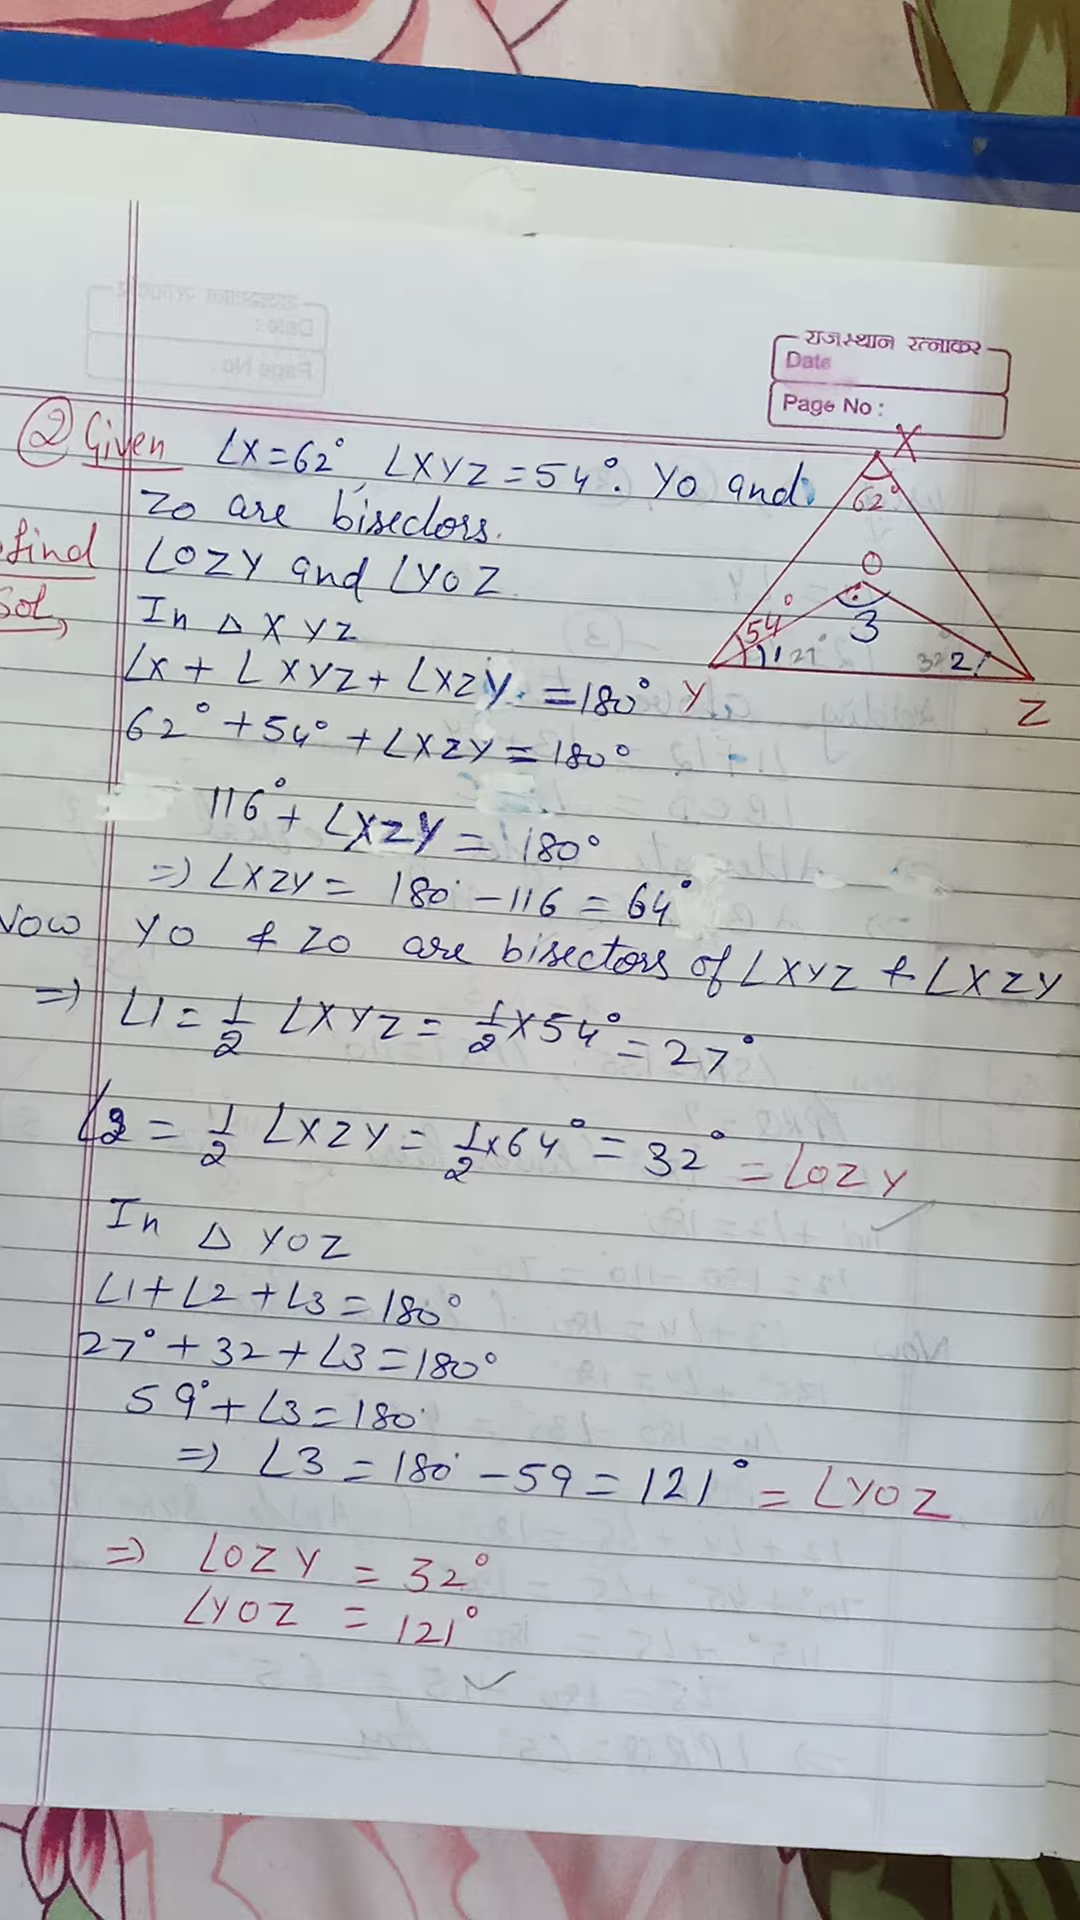 राजस्थान रत्नाकर
Date
Page No :
② Given ∠X=62°, ∠XYZ=54°. YO and
ZO are bisectors.
find ∠OZY and ∠YOZ.
Sol, In △XYZ
∠X + ∠XYZ + ∠XZY = 180°
62° + 54° + ∠XZY = 180°
116° + ∠XZY = 180°
=) ∠XZY = 180° - 116 = 64°
Now YO & ZO are bisectors of ∠XYZ & ∠XZY
=) ∠1 = 1/2 ∠XYZ = 1/2 × 54° = 27°
∠2 = 1/2 ∠XZY = 1/2 × 64° = 32° = ∠OZY
In △YOZ
∠1 + ∠2 + ∠3 = 180°
27° + 32 + ∠3 = 180°
59° + ∠3 = 180°
=) ∠3 = 180° - 59 = 121° = ∠YOZ
=) ∠OZY = 32°
∠YOZ = 121°
X
62°
O
3
54°
1 27°
32° 2
Y
Z